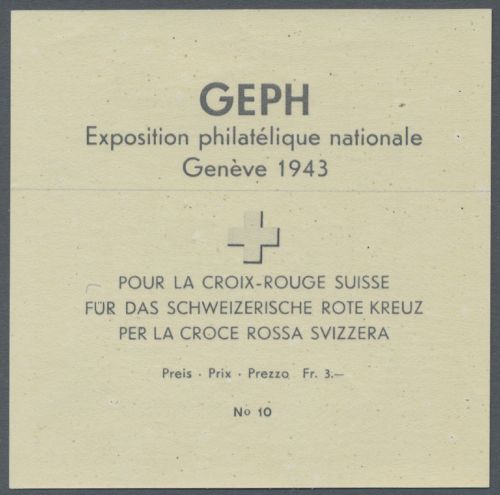 GEPH
Exposition philatélique nationale
Genève 1943
POUR LA CROIX-ROUGE SUISSE
FÜR DAS SCHWEIZERISCHE ROTE KREUZ
PER LA CROCE ROSSA SVIZZERA
Preis · Prix · Prezzo Fr. 3.—
No 10